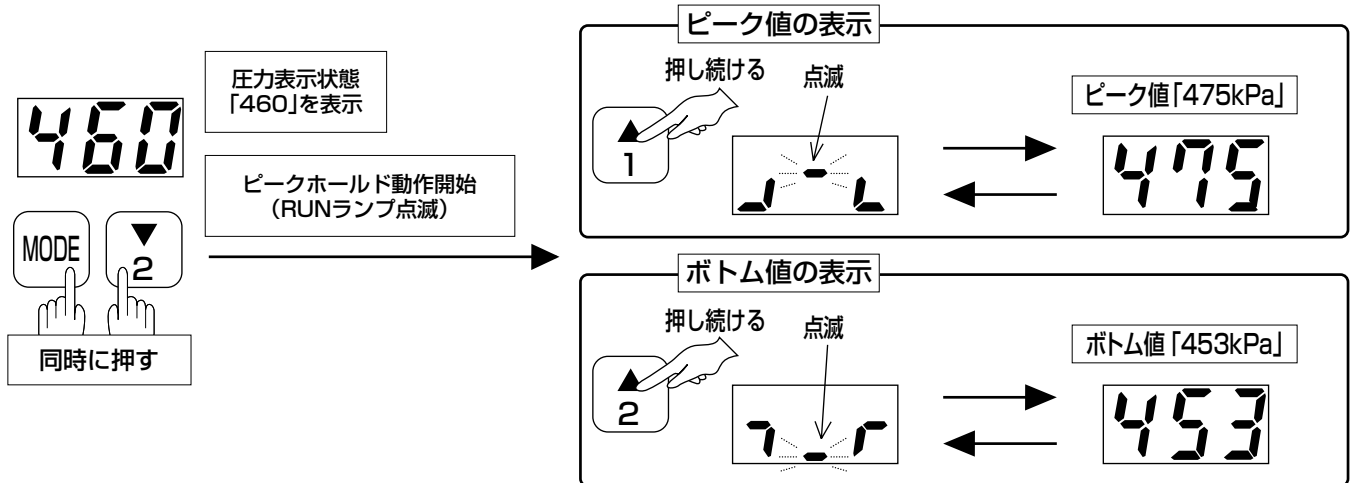 460
圧力表示状態
「460」を表示
MODE
▼
2
同時に押す
ピークホールド動作開始
（RUNランプ点滅）
ピーク値の表示
押し続ける
点滅
▲
1
ピーク値「475kPa」
475
ボトム値の表示
押し続ける
点滅
▲
2
ボトム値「453kPa」
453